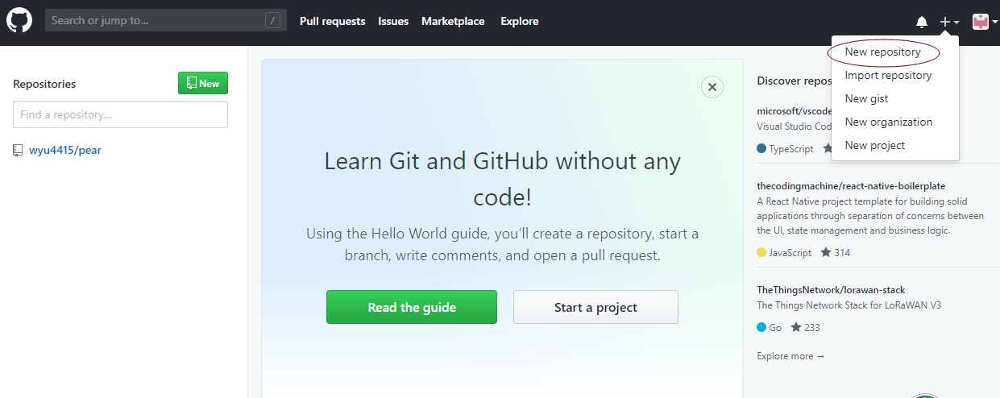 Search or jump to... /
Pull requests Issues Marketplace Explore
New repository
Import repository
New gist
New organization
New project
Repositories
New
Find a repository...
wyu4415/pear
Learn Git and GitHub without any
code!
Using the Hello World guide, you’ll create a repository, start a
branch, write comments, and open a pull request.
Read the guide
Start a project
Discover repos
microsoft/vscode
Visual Studio Cod
TypeScript
thecodingmachine/react-native-boilerplate
A React Native project template for building solid
applications through separation of concerns between
the UI, state management and business logic.
JavaScript 314
TheThingsNetwork/lorawan-stack
The Things Network Stack for LoRaWAN V3
Go 233
Explore more →